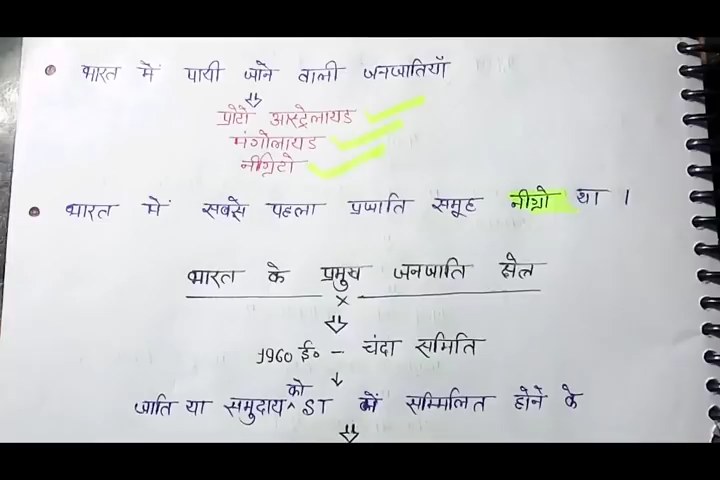 भारत में पायी जाने वाली जनजातियाँ
प्रोटो आस्ट्रेलायड
मंगोलायड
नीग्रिटो
भारत में सबसे पहला प्रजाति समूह नीग्रो था ।
भारत के प्रमुख जनजाति सेल
1960 ई० - चंदा समिति
जाति या समुदाय को ST में सम्मिलित होने के